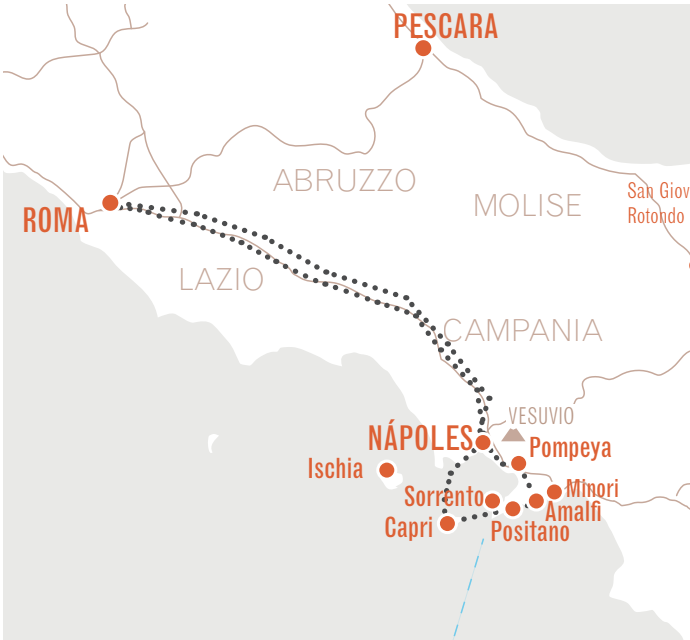 PESCARA
ABRUZZO
San Giov
Rotondo
MOLISE
ROMA
LAZIO
CAMPANIA
VESUVIO
NÁPOLES
Pompeya
Ischia
Sorrento
Minori
Amalfi
Capri
Positano